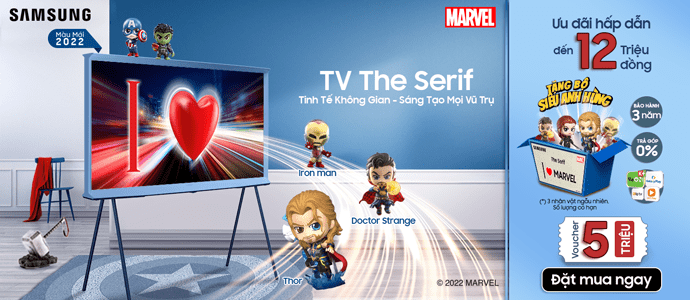 SAMSUNG
Màu Mới
2022
I
MARVEL
TV The Serif
Tinh Tế Không Gian - Sáng Tạo Mọi Vũ Trụ
Iron man
Doctor Strange
Thor
© 2022 MARVEL
Ưu đãi hấp dẫn
đến 12 Triệu
đồng
TẶNG BỘ
SIÊU ANH HÙNG
BẢO HÀNH
3 năm
TRẢ GÓP
0%
SAMSUNG
The Serif
I MARVEL
(*) 3 nhân vật ngẫu nhiên.
Số lượng có hạn
Voucher 5 TRIỆU
Đặt mua ngay